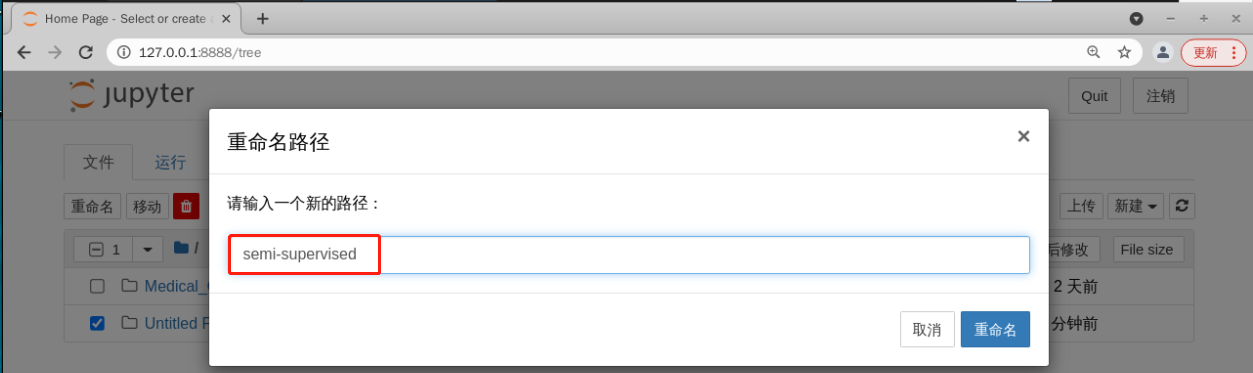 Home Page - Select or create
127.0.0.1:8888/tree
更新
jupyter
Quit
注销
重命名路径
文件
运行
请输入一个新的路径：
重命名
移动
上传
新建
semi-supervised
1
/
后修改
File size
Medical_
2 天前
Untitled
分钟前
取消
重命名